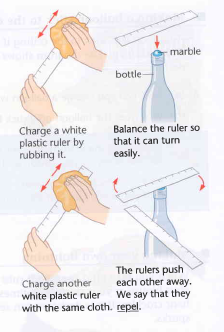 marble
bottle
Charge a white
plastic ruler by
rubbing it.
Balance the ruler so
that it can turn
easily.
Charge another
white plastic ruler
with the same cloth.
The rulers push
each other away.
We say that they
repel.